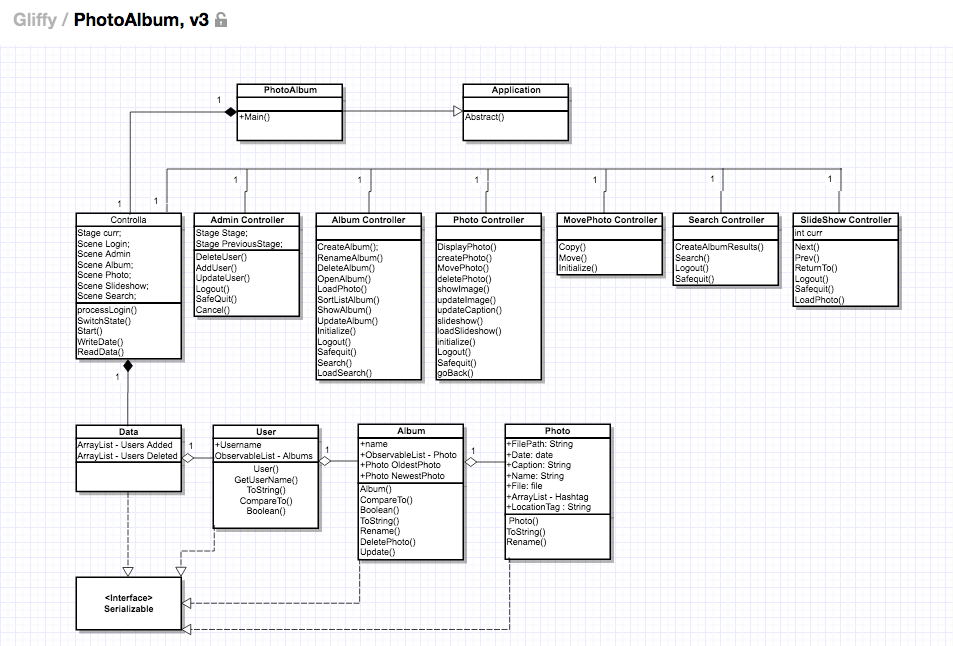 Gliffy / PhotoAlbum, v3
PhotoAlbum
+Main()
Application
Abstract()
1
1
1
1
1
1
1
1
1
Controlla
Stage curr;
Scene Login;
Scene Admin
Scene Album;
Scene Photo;
Scene Slideshow;
Scene Search;
processLogin()
SwitchState()
Start()
WriteDate()
ReadData()
Admin Controller
Stage Stage;
Stage PreviousStage;
DeleteUser()
AddUser()
UpdateUser()
Logout()
SafeQuit()
Cancel()
Album Controller
CreateAlbum();
RenameAlbum()
DeleteAlbum()
OpenAlbum()
LoadPhoto()
SortListAlbum()
ShowAlbum()
UpdateAlbum()
Initialize()
Logout()
Safequit()
Search()
LoadSearch()
Photo Controller
DisplayPhoto()
createPhoto()
MovePhoto()
deletePhoto()
showImage()
updateImage()
updateCaption()
slideshow()
loadSlideshow()
initialize()
Logout()
Safequit()
goBack()
MovePhoto Controller
Copy()
Move()
Initialize()
Search Controller
CreateAlbumResults()
Search()
Logout()
Safequit()
SlideShow Controller
int curr
Next()
Prev()
ReturnTo()
Logout()
Safequit()
LoadPhoto()
1
Data
ArrayList - Users Added
ArrayList - Users Deleted
1
User
+Username
ObservableList - Albums
User()
GetUserName()
ToString()
CompareTo()
Boolean()
1
Album
+name
+ObservableList - Photo
+Photo OldestPhoto
+Photo NewestPhoto
Album()
CompareTo()
Boolean()
ToString()
Rename()
DeletePhoto()
Update()
1
Photo
+FilePath: String
+Date: date
+Caption: String
+Name: String
+File: file
+ArrayList - Hashtag
+LocationTag : String
Photo()
ToString()
Rename()
<Interface>
Serializable